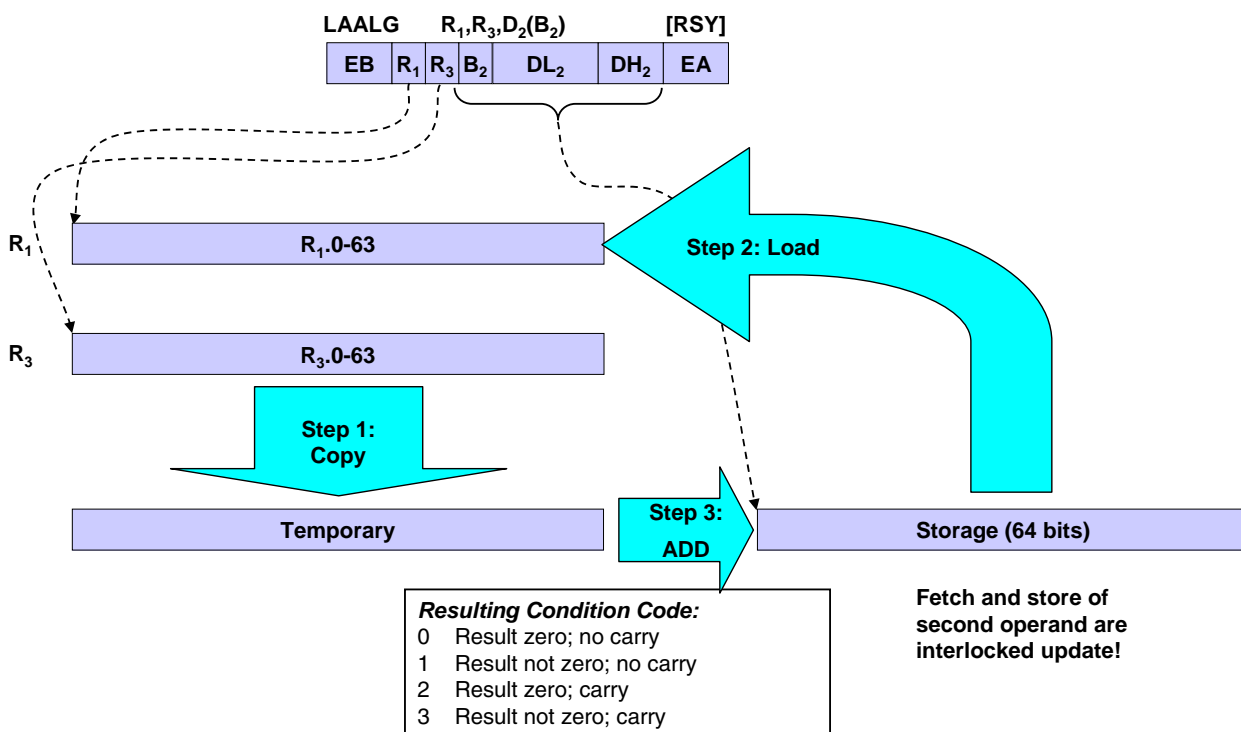 LAALG R₁,R₃,D₂(B₂) [RSY]
EB R₁ R₃ B₂ DL₂ DH₂ EA
R₁ R₁.0-63
Step 2: Load
R₃ R₃.0-63
Step 1:
Copy
Temporary
Step 3:
ADD
Storage (64 bits)
Resulting Condition Code:
0 Result zero; no carry
1 Result not zero; no carry
2 Result zero; carry
3 Result not zero; carry
Fetch and store of
second operand are
interlocked update!